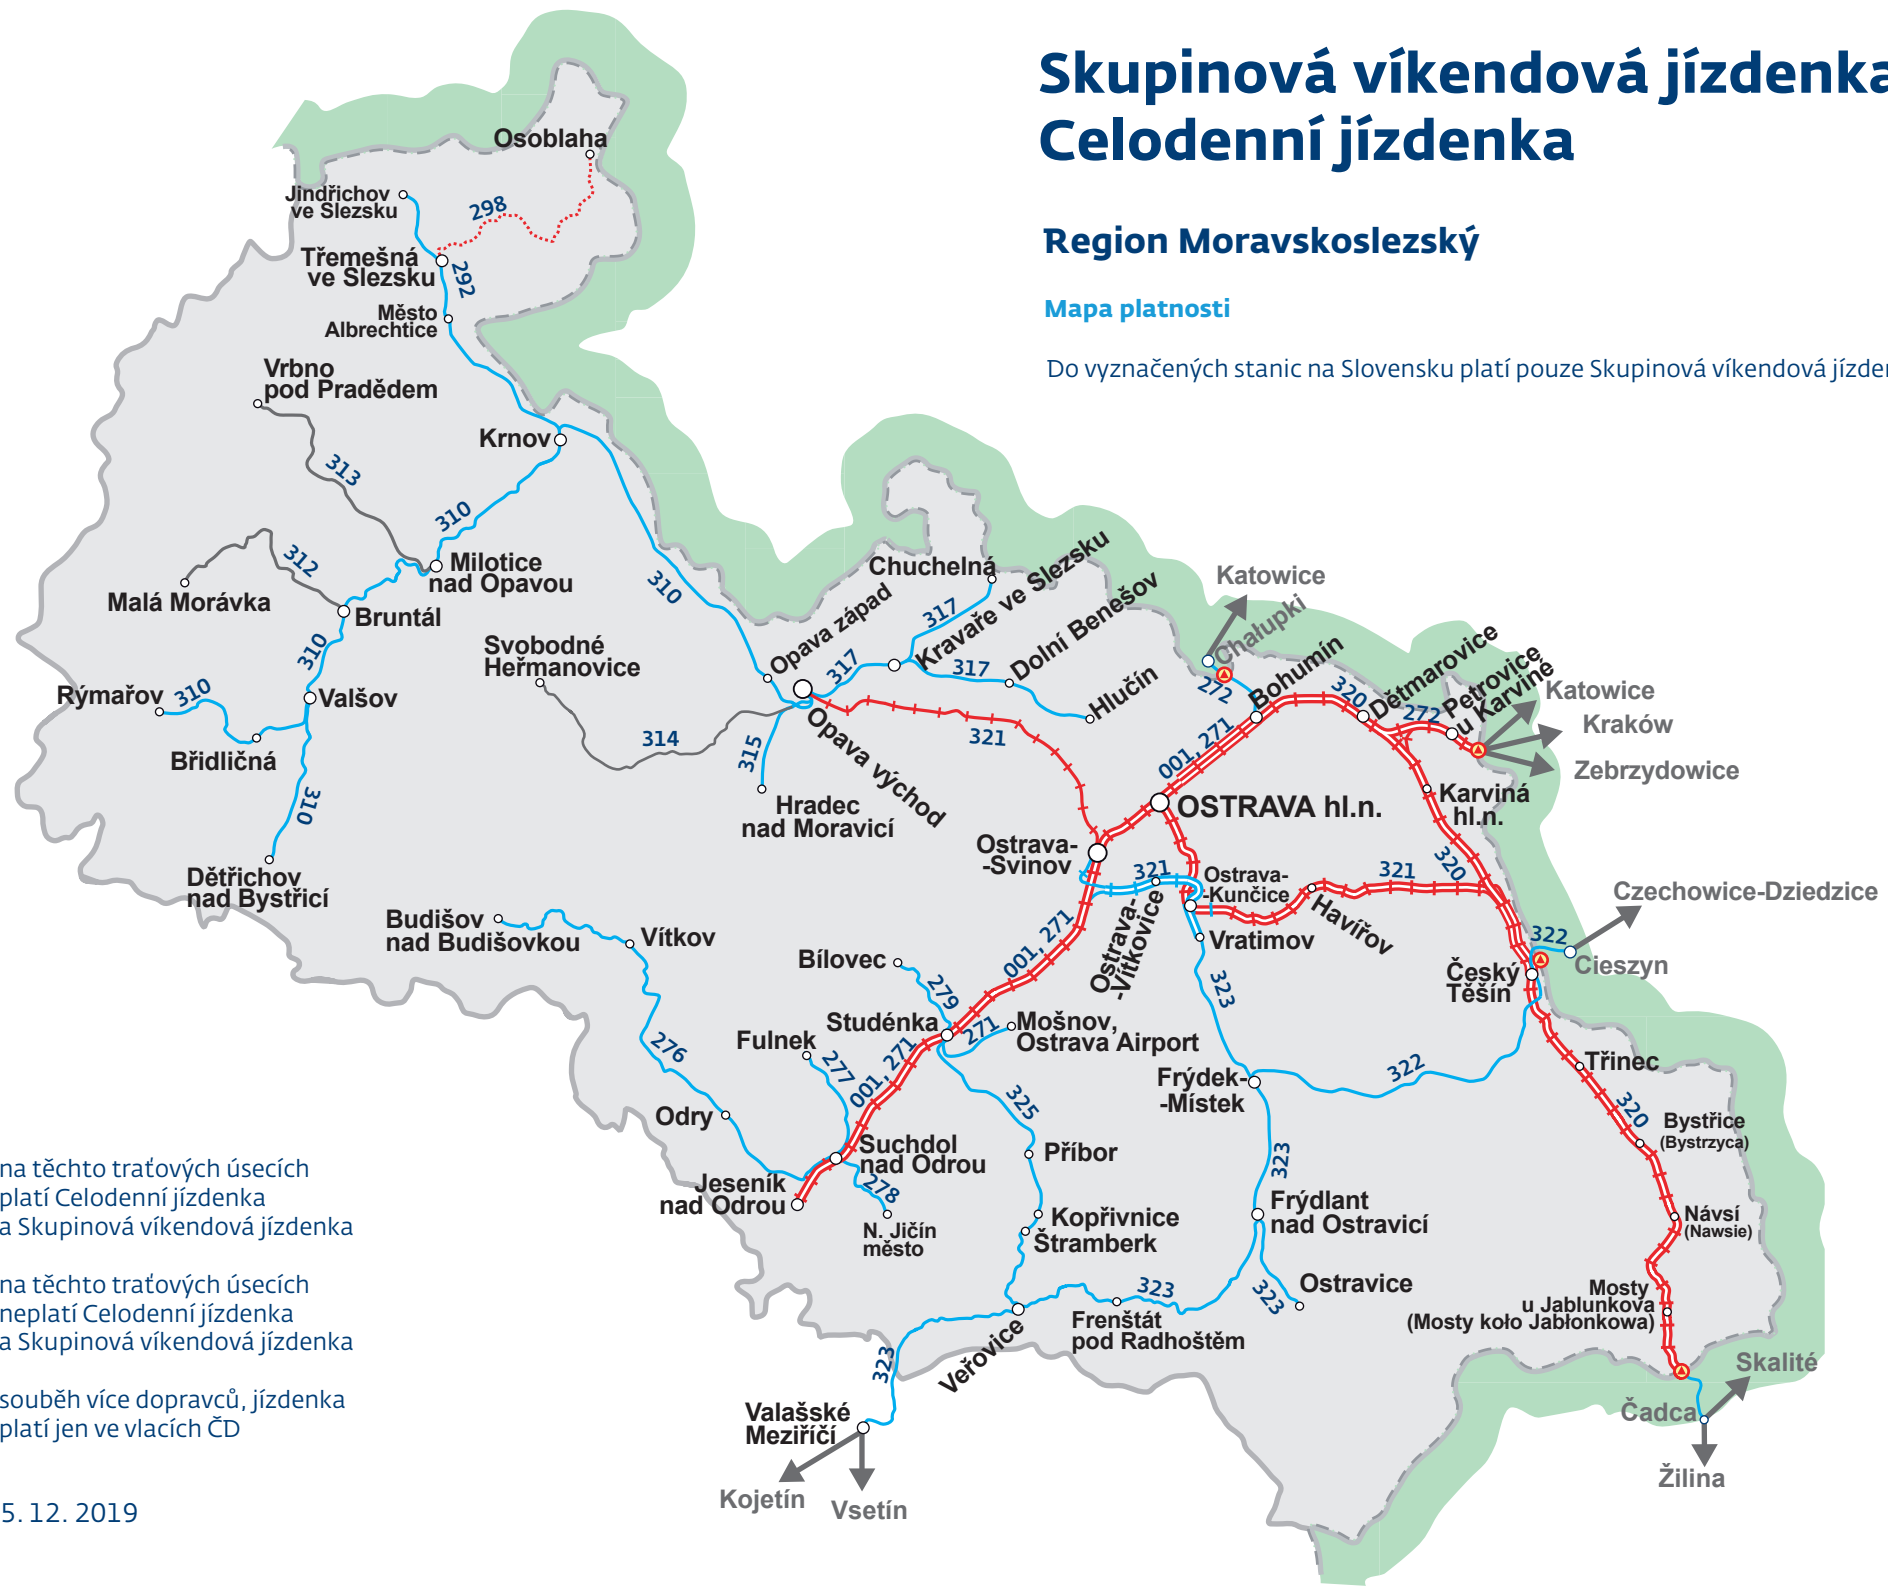 Skupinová víkendová jízdenka
Celodenní jízdenka
Region Moravskoslezský
Mapa platnosti
Do vyznačených stanic na Slovensku platí pouze Skupinová víkendová
Osoblaha
Jindřichov
ve Slezsku
298
Třemešná
ve Slezsku
292
Město
Albrechtice
Vrbno
pod Pradědem
Krnov
313
310
312
Milotice
nad Opavou
Malá Morávka
Bruntál
310
310
Svobodné
Heřmanovice
Rýmařov
310
Valšov
Břidličná
310
Dětřichov
nad Bystřicí
314
315
Hradec
nad Moravicí
Opava západ
Opava východ
317
Chuchelná
317
Kravaře ve Slezsku
317
Dolní Benešov
Hlučín
321
Katowice
Chałupki
272
Bohumín
320
Dětmarovice
272
Petrovice
u Karviné
Katowice
Kraków
Zebrzydowice
001, 271
OSTRAVA hl.n.
Karviná
hl.n.
320
Ostrava-
-Svinov
321
Ostrava-
-Vítkovice
Ostrava-
-Kunčice
321
Havířov
Vratimov
Czechowice-Dziedzice
322
Cieszyn
Český
Těšín
Budišov
nad Budišovkou
Vítkov
276
Odry
Bílovec
279
001, 271
Studénka
271
Mošnov,
Ostrava Airport
Fulnek
277
001, 271
325
323
Frýdek-
-Místek
322
Třinec
320
Bystřice
(Bystrzyca)
Příbor
Suchdol
nad Odrou
Jeseník
nad Odrou
278
N. Jičín
město
Kopřivnice
Štramberk
323
Frýdlant
nad Ostravicí
Návsí
(Nawsie)
Ostravice
323
323
Frenštát
pod Radhoštěm
Veřovice
323
Mosty
u Jablunkova
(Mosty koło Jabłonkowa)
Skalité
Čadca
Žilina
Valašské
Meziříčí
Kojetín
Vsetín
na těchto traťových úsecích
platí Celodenní jízdenka
a Skupinová víkendová jízdenka
na těchto traťových úsecích
neplatí Celodenní jízdenka
a Skupinová víkendová jízdenka
souběh více dopravců, jízdenka
platí jen ve vlacích ČD
5. 12. 2019